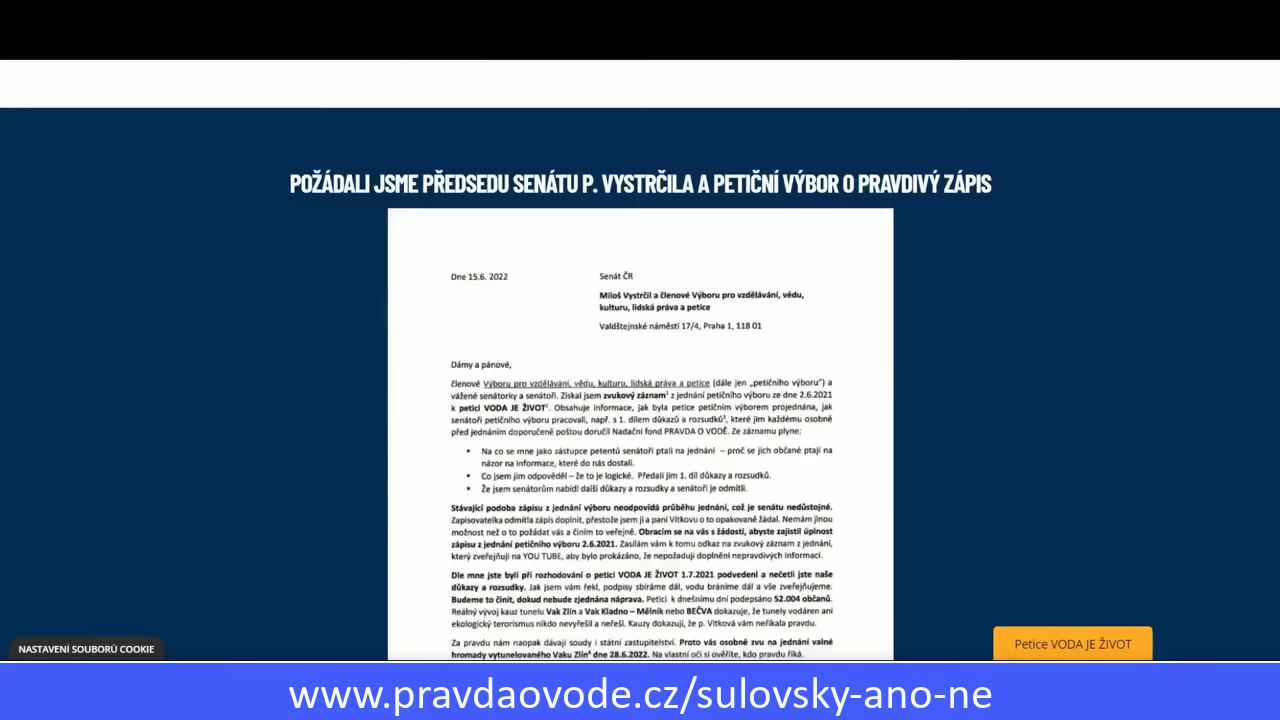 POŽÁDALI JSME PŘEDSEDU SENÁTU P. VYSTRČILA A PETIČNÍ VÝBOR O PRAVDIVÝ ZÁPIS
Dne 15.6. 2022
Senát ČR
Miloš Vystrčil a členové Výboru pro vzdělávání, vědu,
kulturu, lidská práva a petice
Valdštejnské náměstí 17/4, Praha 1, 118 01
Dámy a pánové,
členové Výboru pro vzdělávání, vědu, kulturu, lidská práva a petice (dále jen „petičního výboru") a
vážené senátorky a senátoři. Získal jsem zvukový záznam¹ z jednání petičního výboru ze dne 2.6.2021
k petici VODA JE ŽIVOT². Obsahuje informace, jak byla petice petičním výborem projednána, jak
senátoři petičního výboru pracovali, např. s 1. dílem důkazů a rozsudků³, které jim každému osobně
před jednáním doporučeně poštou doručil Nadační fond PRAVDA O VODĚ. Ze záznamu plyne:
• Na co se mne jako zástupce petentů senátoři ptali na jednání – proč se jich občané ptají na
názor na informace, které do nás dostali.
• Co jsem jim odpověděl – že to je logické. Předali jim 1. díl důkazy a rozsudků.
• Že jsem senátorům nabídl další důkazy a rozsudky a senátoři je odmítli.
Stávající podoba zápisu z jednání výboru neodpovídá průběhu jednání, což je senátu nedůstojné.
Zapisovatelka odmítla zápis doplnit, přestože jsem ji a paní Vítkovu o to opakovaně žádal. Nemám jinou
možnost než o to požádat vás a činím to veřejně. Obracím se na vás s žádostí, abyste zajistil úplnost
zápisu z jednání petičního výboru 2.6.2021. Zasílám vám k tomu odkaz na zvukový záznam z jednání,
který zveřejňuji na YOU TUBE, aby bylo prokázáno, že nepožaduji doplnění nepravdivých informací.
Dle mne jste byli při rozhodování o petici VODA JE ŽIVOT 1.7.2021 podvedeni a nečetli jste naše
důkazy a rozsudky. Jak jsem vám řekl, podpisy sbíráme dál, vodu bráníme dál a vše zveřejňujeme.
Budeme to činit, dokud nebude zjednána náprava. Petici k dnešnímu dni podepsáno 52.004 občanů.
Reálný vývoj kauz tunelu Vak Zlín a Vak Kladno – Mělník nebo BEČVA dokazuje, že tunely vodáren ani
ekologický terorismus nikdo nevyřešil a neřeší. Kauzy dokazují, že p. Vítková vám neříkala pravdu.
Za pravdu nám naopak dávají soudy i státní zastupitelství. Proto vás osobně zvu na jednání valné
hromady vytunelovaného Vaku Zlín⁴ dne 28.6.2022. Na vlastní oči si ověříte, kdo pravdu říká.
NASTAVENÍ SOUBORŮ COOKIE
Petice VODA JE ŽIVOT
www.pravdaovode.cz/sulovsky-ano-ne